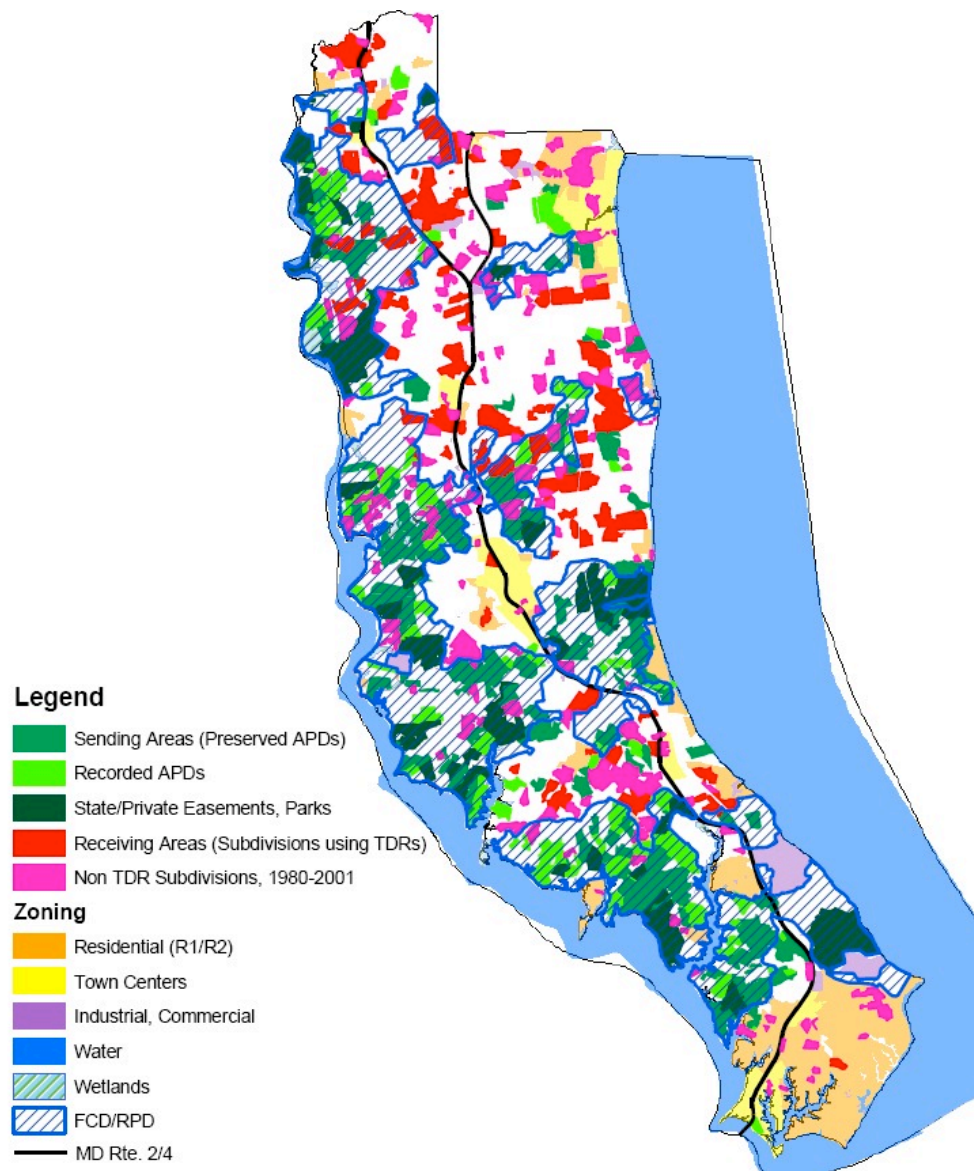 Legend
Sending Areas (Preserved APDs)
Recorded APDs
State/Private Easements, Parks
Receiving Areas (Subdivisions using TDRs)
Non TDR Subdivisions, 1980-2001
Zoning
Residential (R1/R2)
Town Centers
Industrial, Commercial
Water
Wetlands
FCD/RPD
MD Rte. 2/4